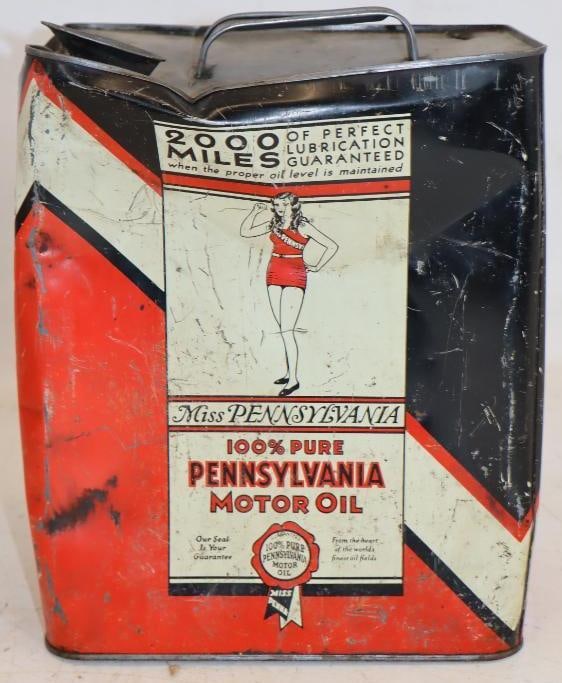 2000 MILES OF PERFECT LUBRICATION GUARANTEED
when the proper oil level is maintained
Miss PENNSYLVANIA
100% PURE
PENNSYLVANIA
MOTOR OIL
Our Seal
Is Your
Guarantee
100% PURE
PENNSYLVANIA
MOTOR
OIL
From the heart
of the worlds
finest oil fields
MISS
PENNA